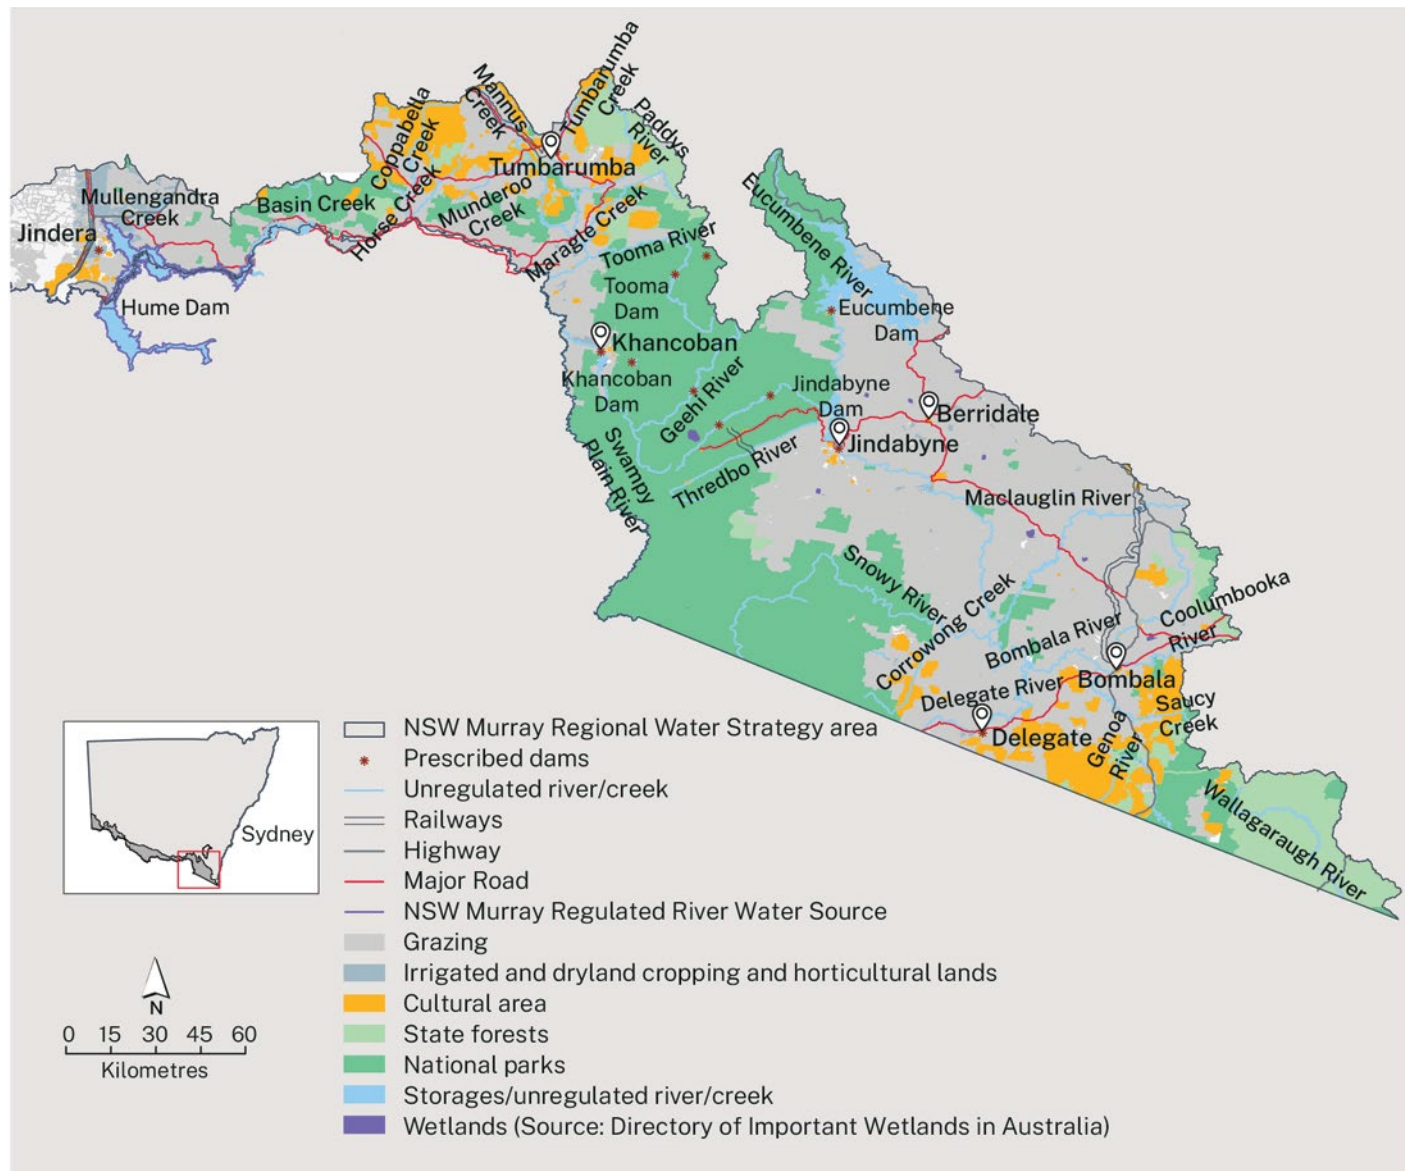 Tumbarumba
Creek
Mannus
Creek
Paddys
River
Coppabella
Creek
Tumbarumba
Mullengandra
Creek
Basin Creek
Horse Creek
Munderoo
Creek
Maragle Creek
Jindera
Hume Dam
Tooma River
Tooma
Dam
Eucumbene River
Eucumbene
Dam
Khancoban
Khancoban
Dam
Geehi River
Jindabyne
Dam
Berridale
Jindabyne
Swampy
Plain River
Thredbo River
Maclauglin River
Snowy River
Corrowong Creek
Bombala River
Coolumbooka
River
Bombala
Delegate River
Delegate
Genoa
River
Saucy
Creek
Wallagaraugh River
Sydney
N
0 15 30 45 60
Kilometres
NSW Murray Regional Water Strategy area
Prescribed dams
Unregulated river/creek
Railways
Highway
Major Road
NSW Murray Regulated River Water Source
Grazing
Irrigated and dryland cropping and horticultural lands
Cultural area
State forests
National parks
Storages/unregulated river/creek
Wetlands (Source: Directory of Important Wetlands in Australia)